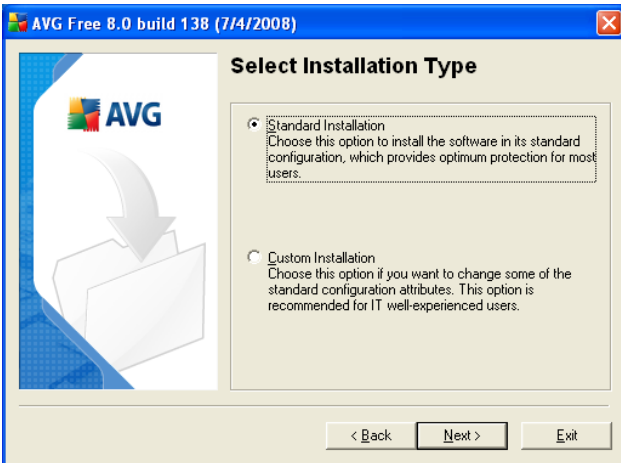 AVG Free 8.0 build 138 (7/4/2008)
Select Installation Type
AVG
Standard Installation
Choose this option to install the software in its standard
configuration, which provides optimum protection for most
users.
Custom Installation
Choose this option if you want to change some of the
standard configuration attributes. This option is
recommended for IT well-experienced users.
< Back Next > Exit